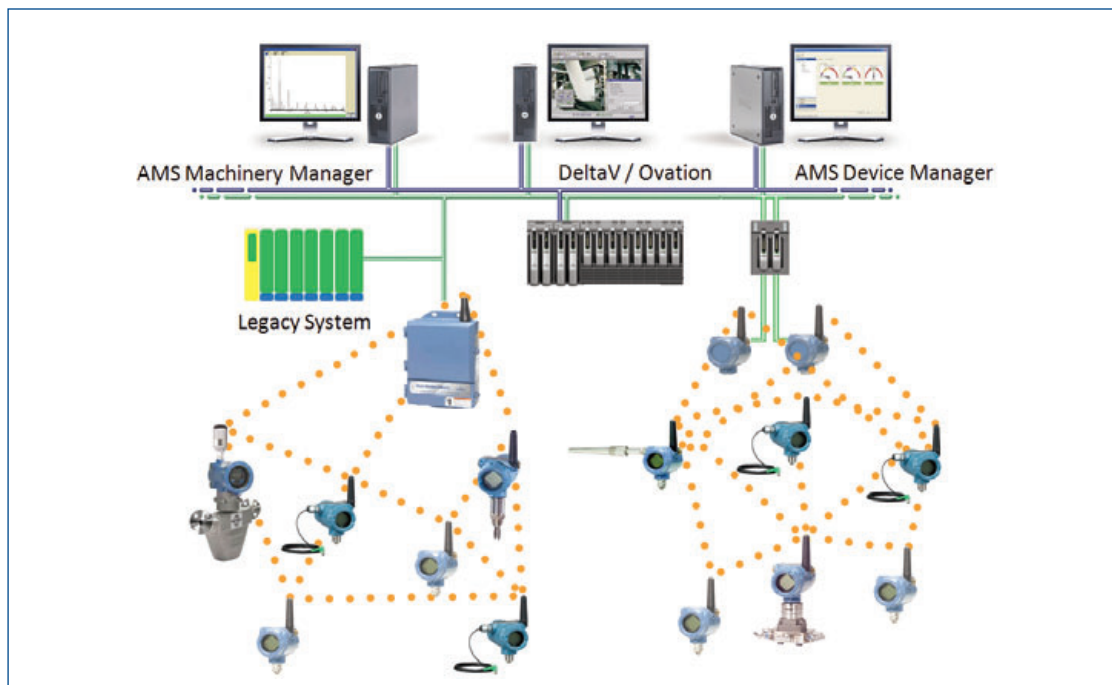 AMS Machinery Manager
DeltaV / Ovation
AMS Device Manager
Legacy System